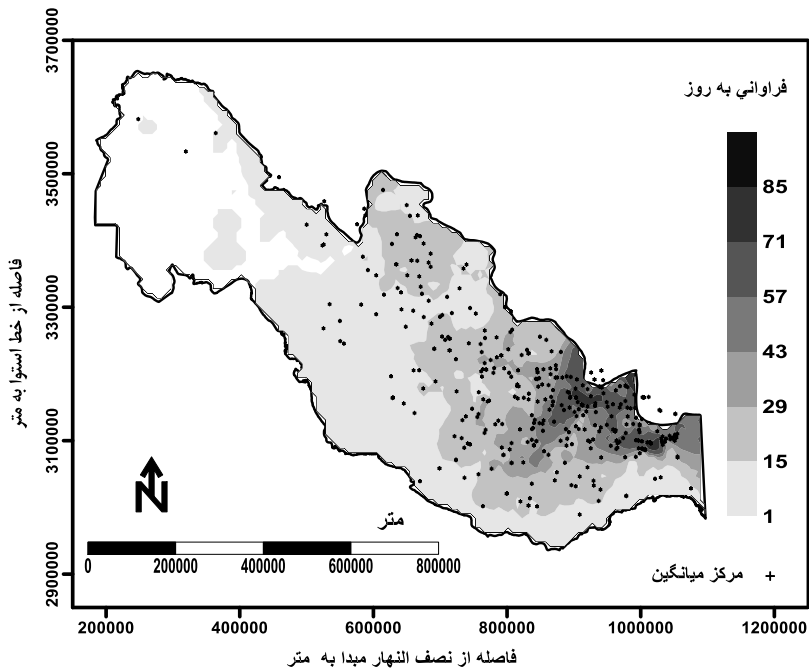 3700000
3500000
3300000
3100000
2900000
فاصله از خط استوا به متر
فراواني به روز
85
71
57
43
29
15
1
N
متر
0 200000 400000 600000 800000
+ مركز ميانگين
200000 400000 600000 800000 1000000 1200000
فاصله از نصف النهار مبدا به متر